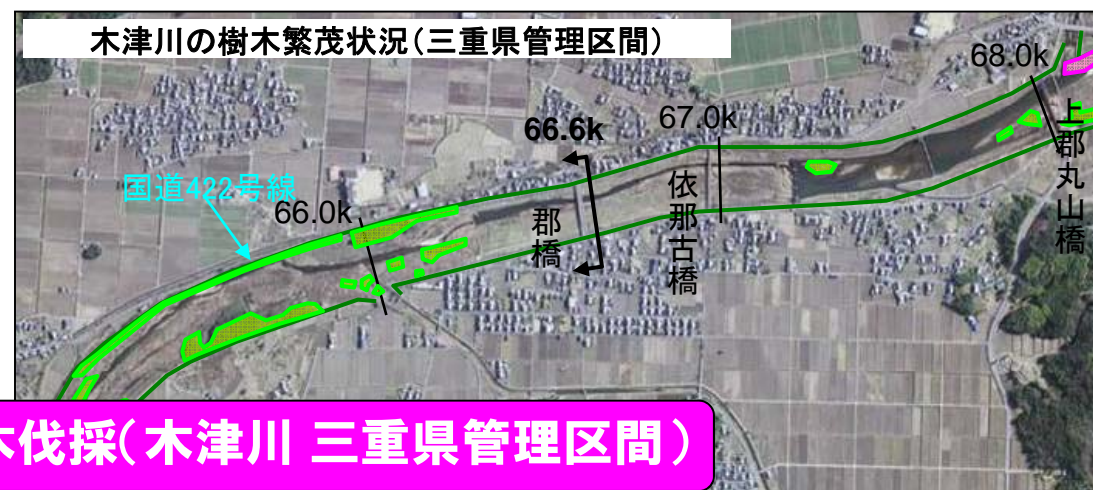 木津川の樹木繁茂状況（三重県管理区間）
68.0k
66.6k
67.0k
上郡丸山橋
国道422号線
66.0k
郡橋
依那古橋
木伐採（木津川 三重県管理区間）